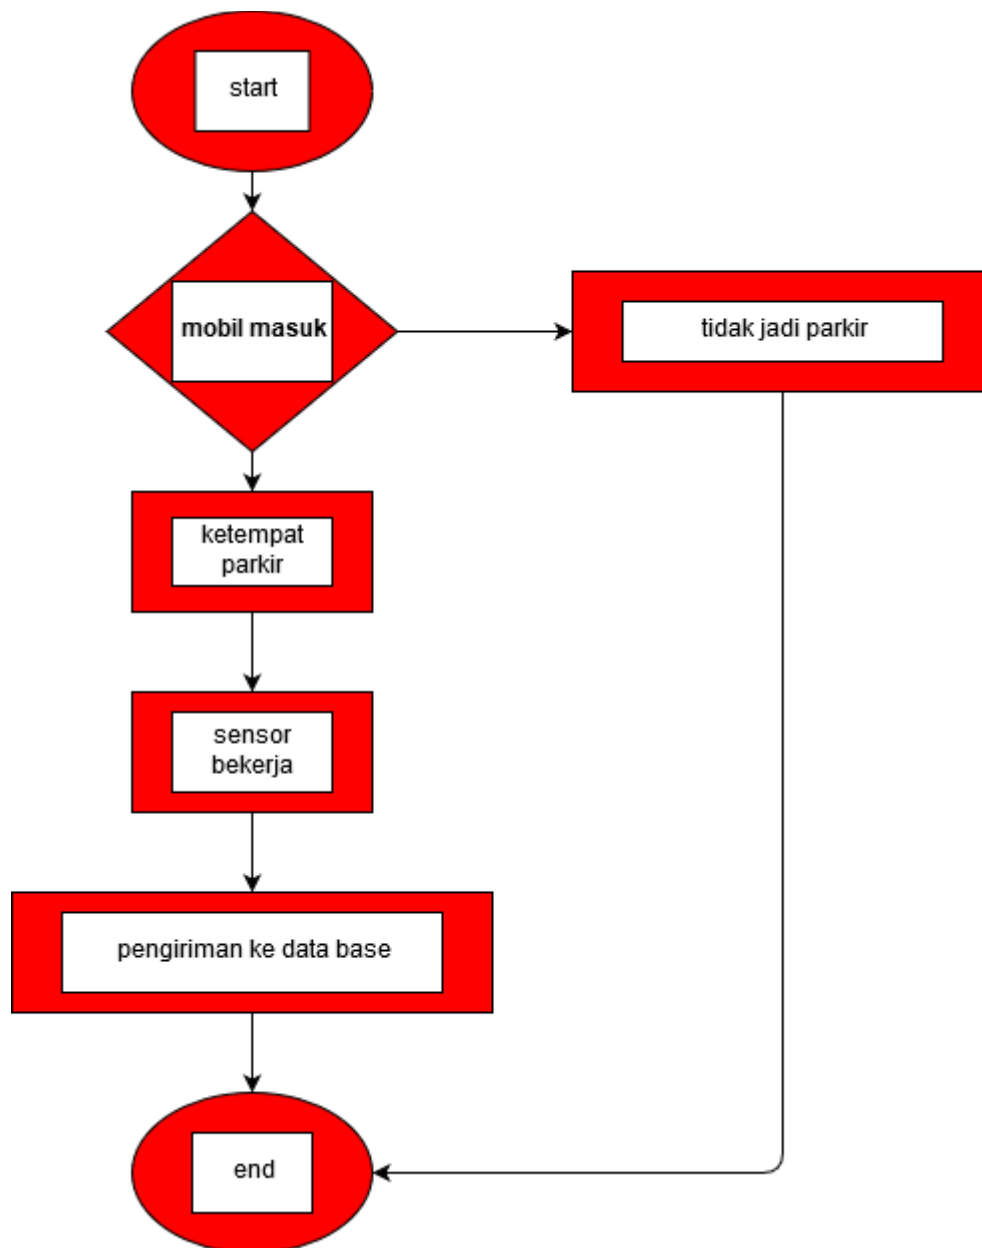 start
mobil masuk
tidak jadi parkir
ketempat
parkir
sensor
bekerja
pengiriman ke data base
end